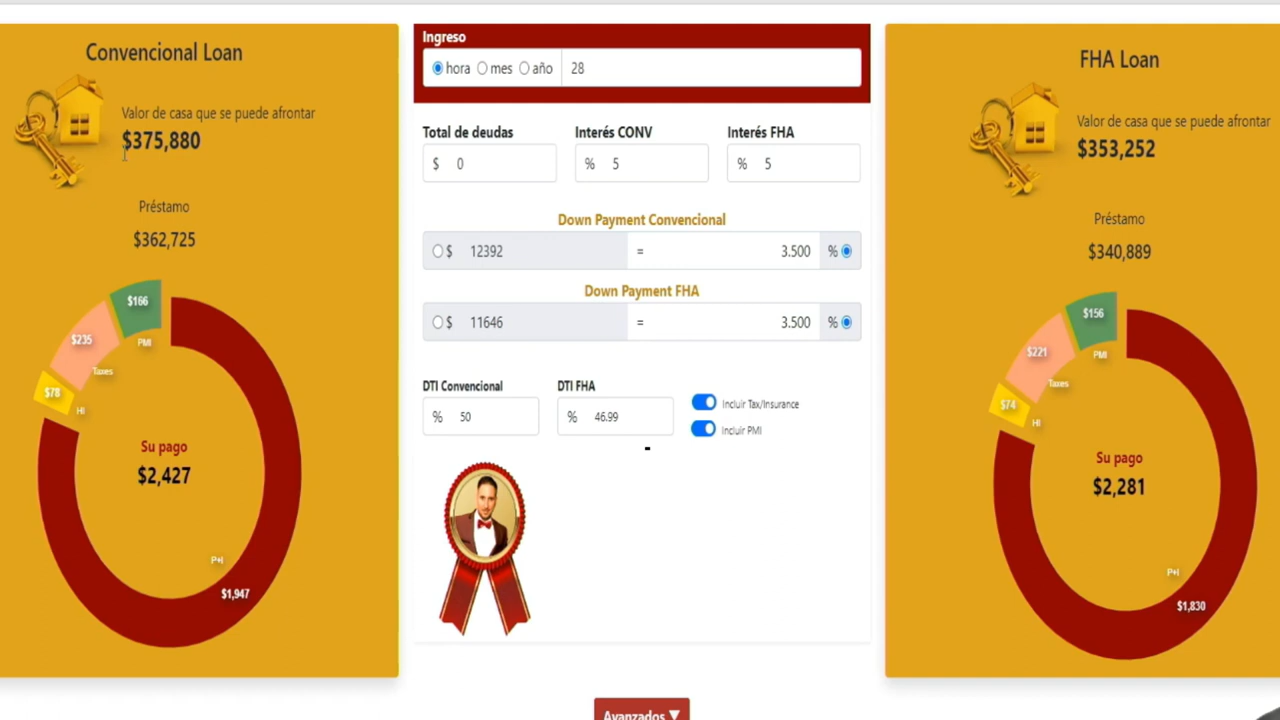 Convencional Loan
Valor de casa que se puede afrontar
$375,880
Préstamo
$362,725
$166
PMI
$235
Taxes
$78
HI
Su pago
$2,427
P+I
$1,947
Ingreso
hora mes año 28
Total de deudas Interés CONV Interés FHA
$ 0 % 5 % 5
Down Payment Convencional
$ 12392 = 3.500 %
Down Payment FHA
$ 11646 = 3.500 %
DTI Convencional DTI FHA
% 50 % 46.99
Incluir Tax/Insurance
Incluir PMI
Avanzados ▼
FHA Loan
Valor de casa que se puede afrontar
$353,252
Préstamo
$340,889
$156
PMI
$221
Taxes
$74
HI
Su pago
$2,281
P+I
$1,830